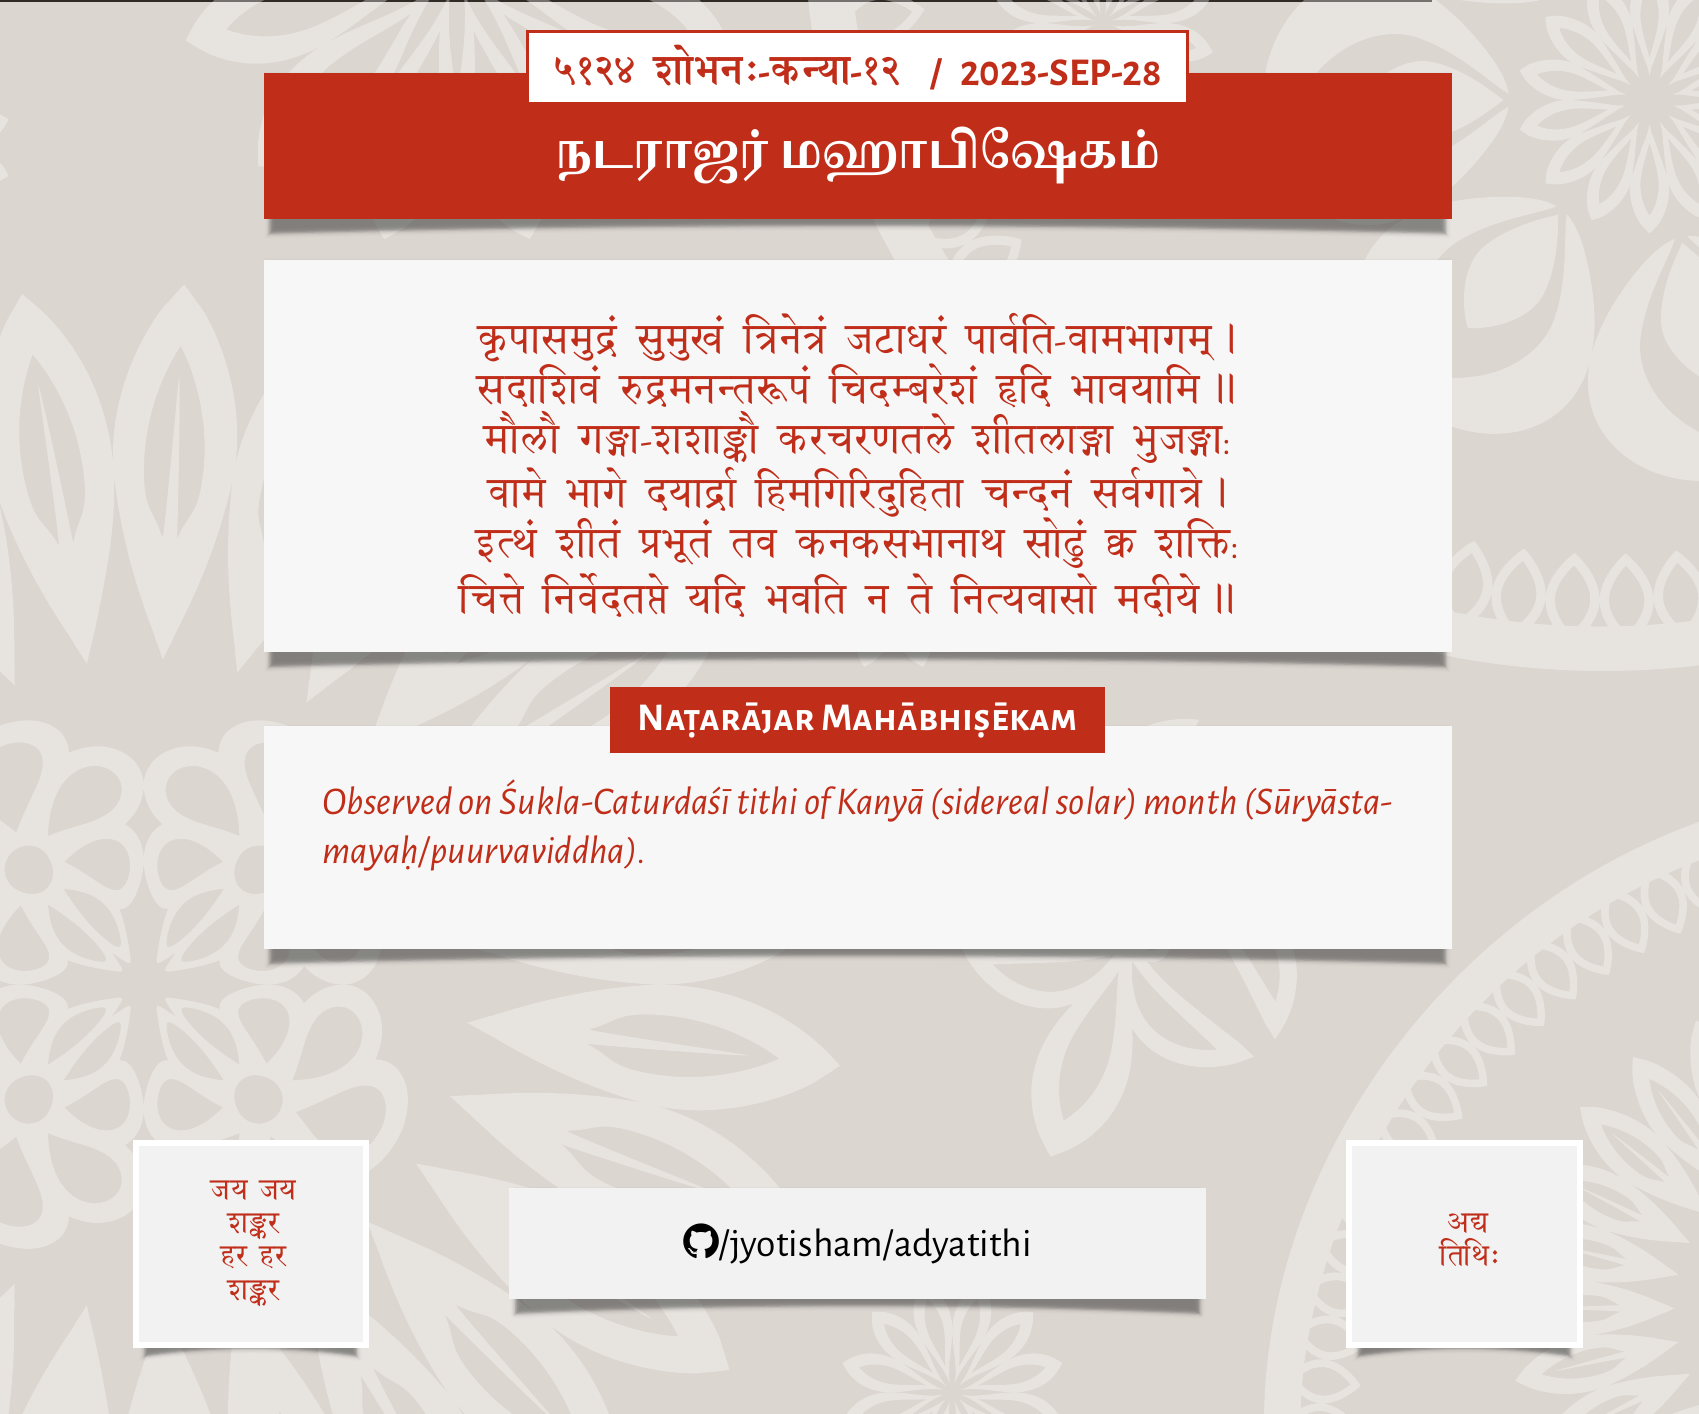 ५१२४ शोभनः-कन्या-१२ / 2023-SEP-28
நடராஜர் மஹாபிஷேகம்
कृपासमुद्रं सुमुखं त्रिनेत्रं जटाधरं पार्वति-वामभागम् ।
सदाशिवं रुद्रमनन्तरूपं चिदम्बरेशं हृदि भावयामि ॥
मौलौ गङ्गा-शशाङ्कौ करचरणतले शीतलाङ्गा भुजङ्गाः
वामे भागे दयार्द्रा हिमगिरिदुहिता चन्दनं सर्वगात्रे ।
इत्थं शीतं प्रभूतं तव कनकसभानाथ सोढुं क्व शक्तिः
चित्ते निर्वेदतप्ते यदि भवति न ते नित्यवासो मदीये ॥
Naṭarājar Mahābhiṣēkam
Observed on Śukla-Caturdaśī tithi of Kanyā (sidereal solar) month (Sūryāsta-
mayaḥ/puurvaviddha).
जय जय
शङ्कर
हर हर
शङ्कर
/jyotisham/adyatithi
अद्य
तिथिः